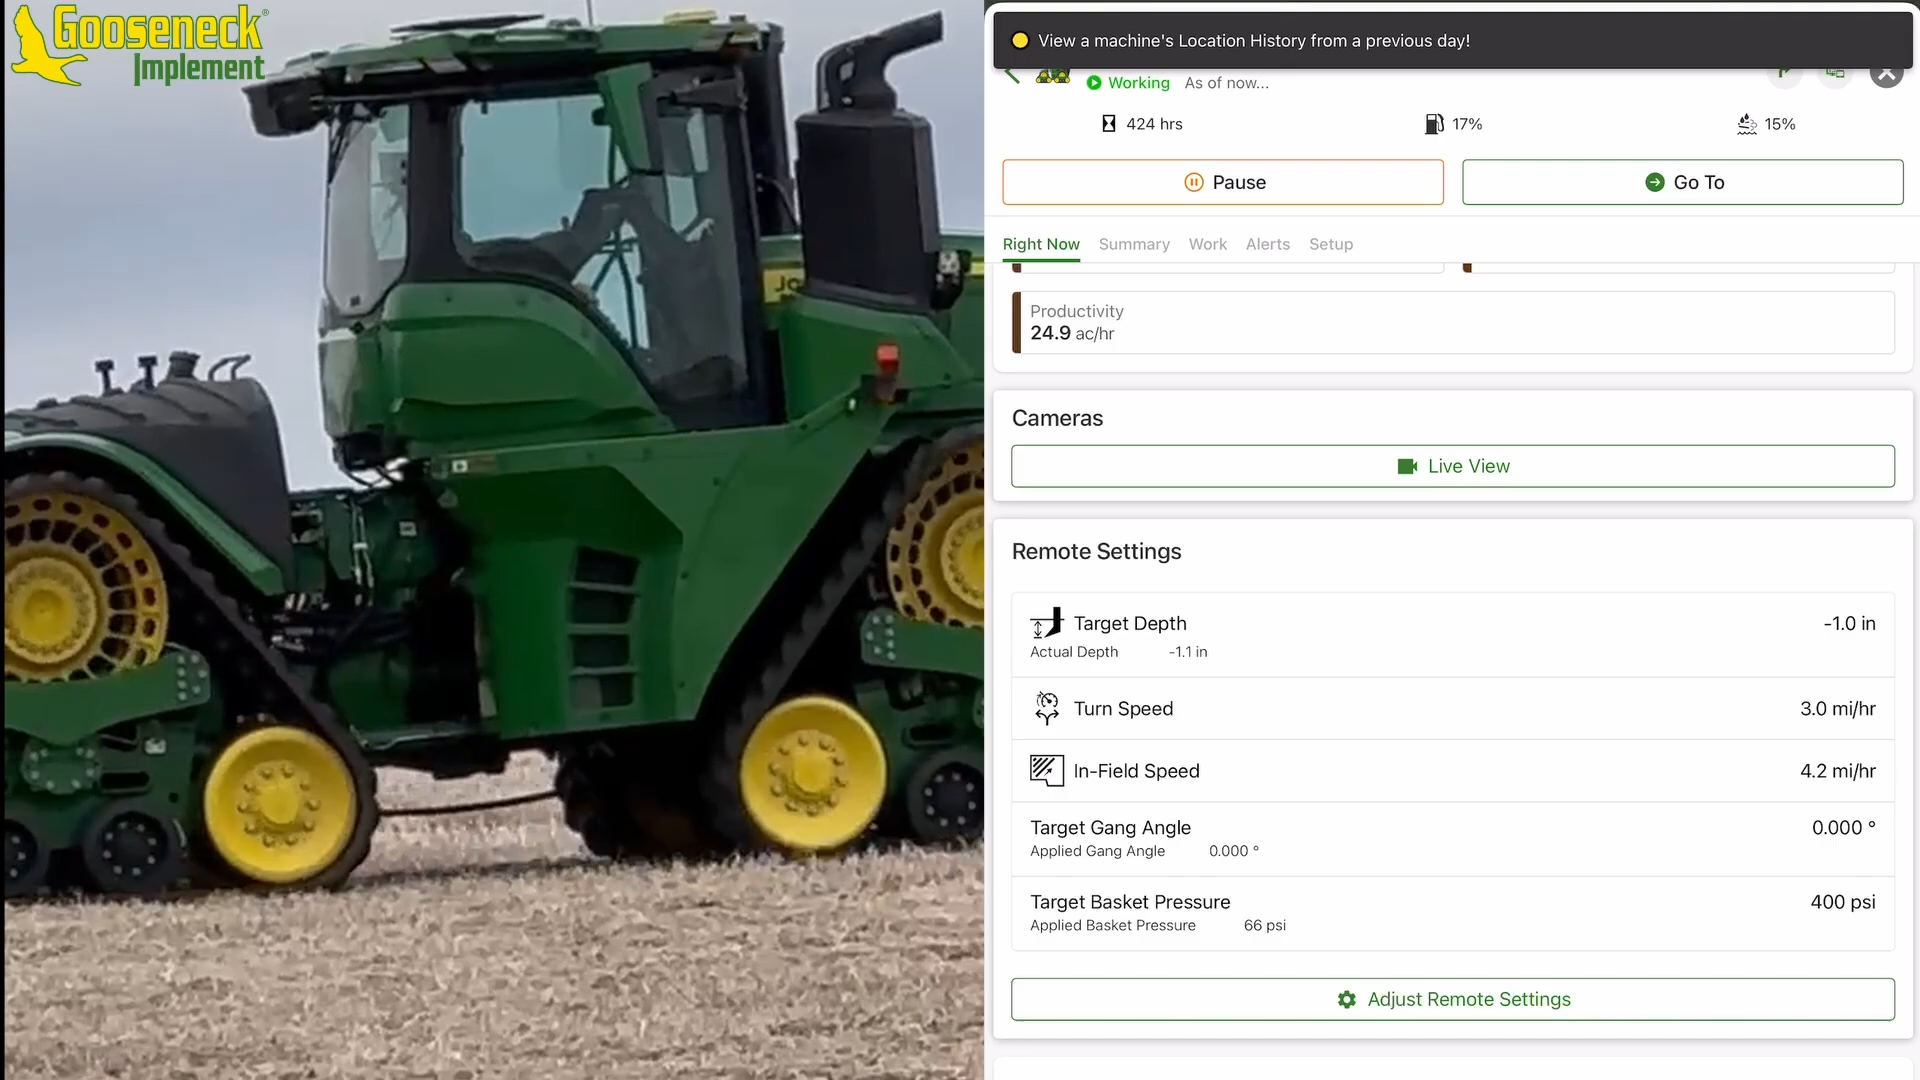 Gooseneck®
Implement
JO
View a machine's Location History from a previous day!
Working As of now...
424 hrs
17%
15%
Pause
Go To
Right Now Summary Work Alerts Setup
Productivity
24.9 ac/hr
Cameras
Live View
Remote Settings
Target Depth -1.0 in
Actual Depth -1.1 in
Turn Speed 3.0 mi/hr
In-Field Speed 4.2 mi/hr
Target Gang Angle 0.000 °
Applied Gang Angle 0.000 °
Target Basket Pressure 400 psi
Applied Basket Pressure 66 psi
Adjust Remote Settings